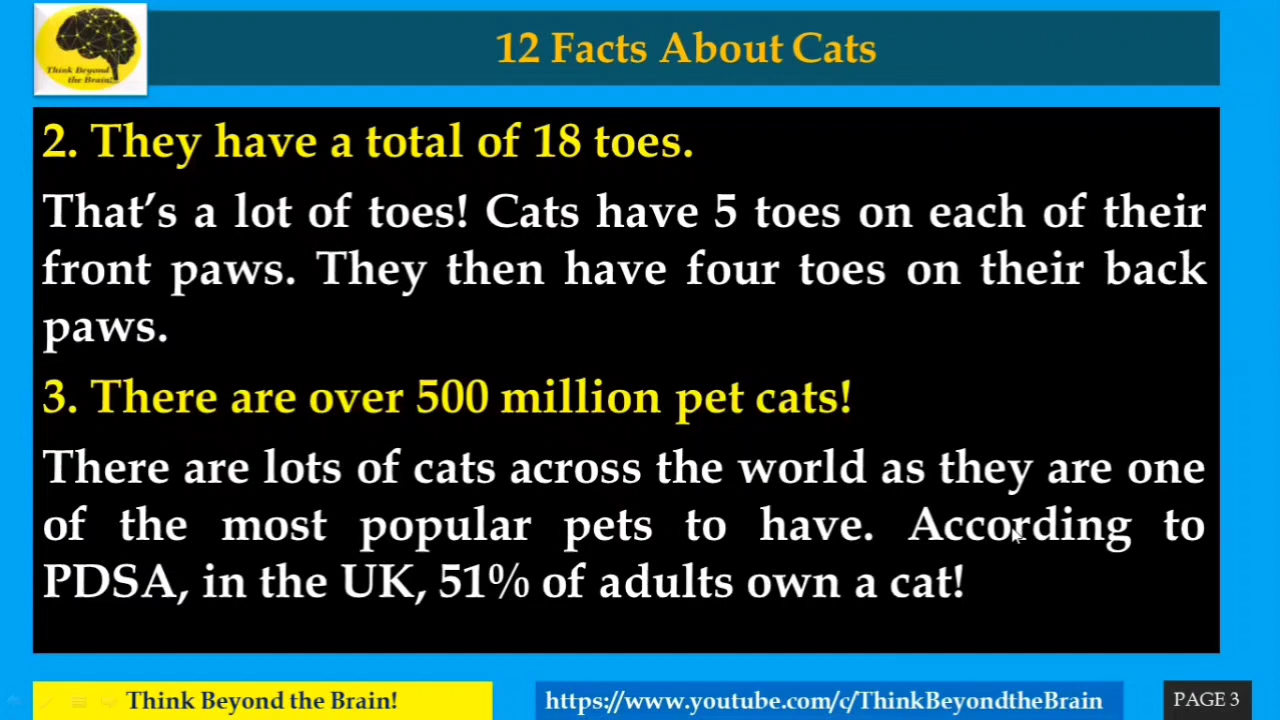 Think Beyond
the Brain!
12 Facts About Cats
2. They have a total of 18 toes.
That’s a lot of toes! Cats have 5 toes on each of their
front paws. They then have four toes on their back
paws.
3. There are over 500 million pet cats!
There are lots of cats across the world as they are one
of the most popular pets to have. According to
PDSA, in the UK, 51% of adults own a cat!
Think Beyond the Brain!
https://www.youtube.com/c/ThinkBeyondtheBrain
PAGE 3